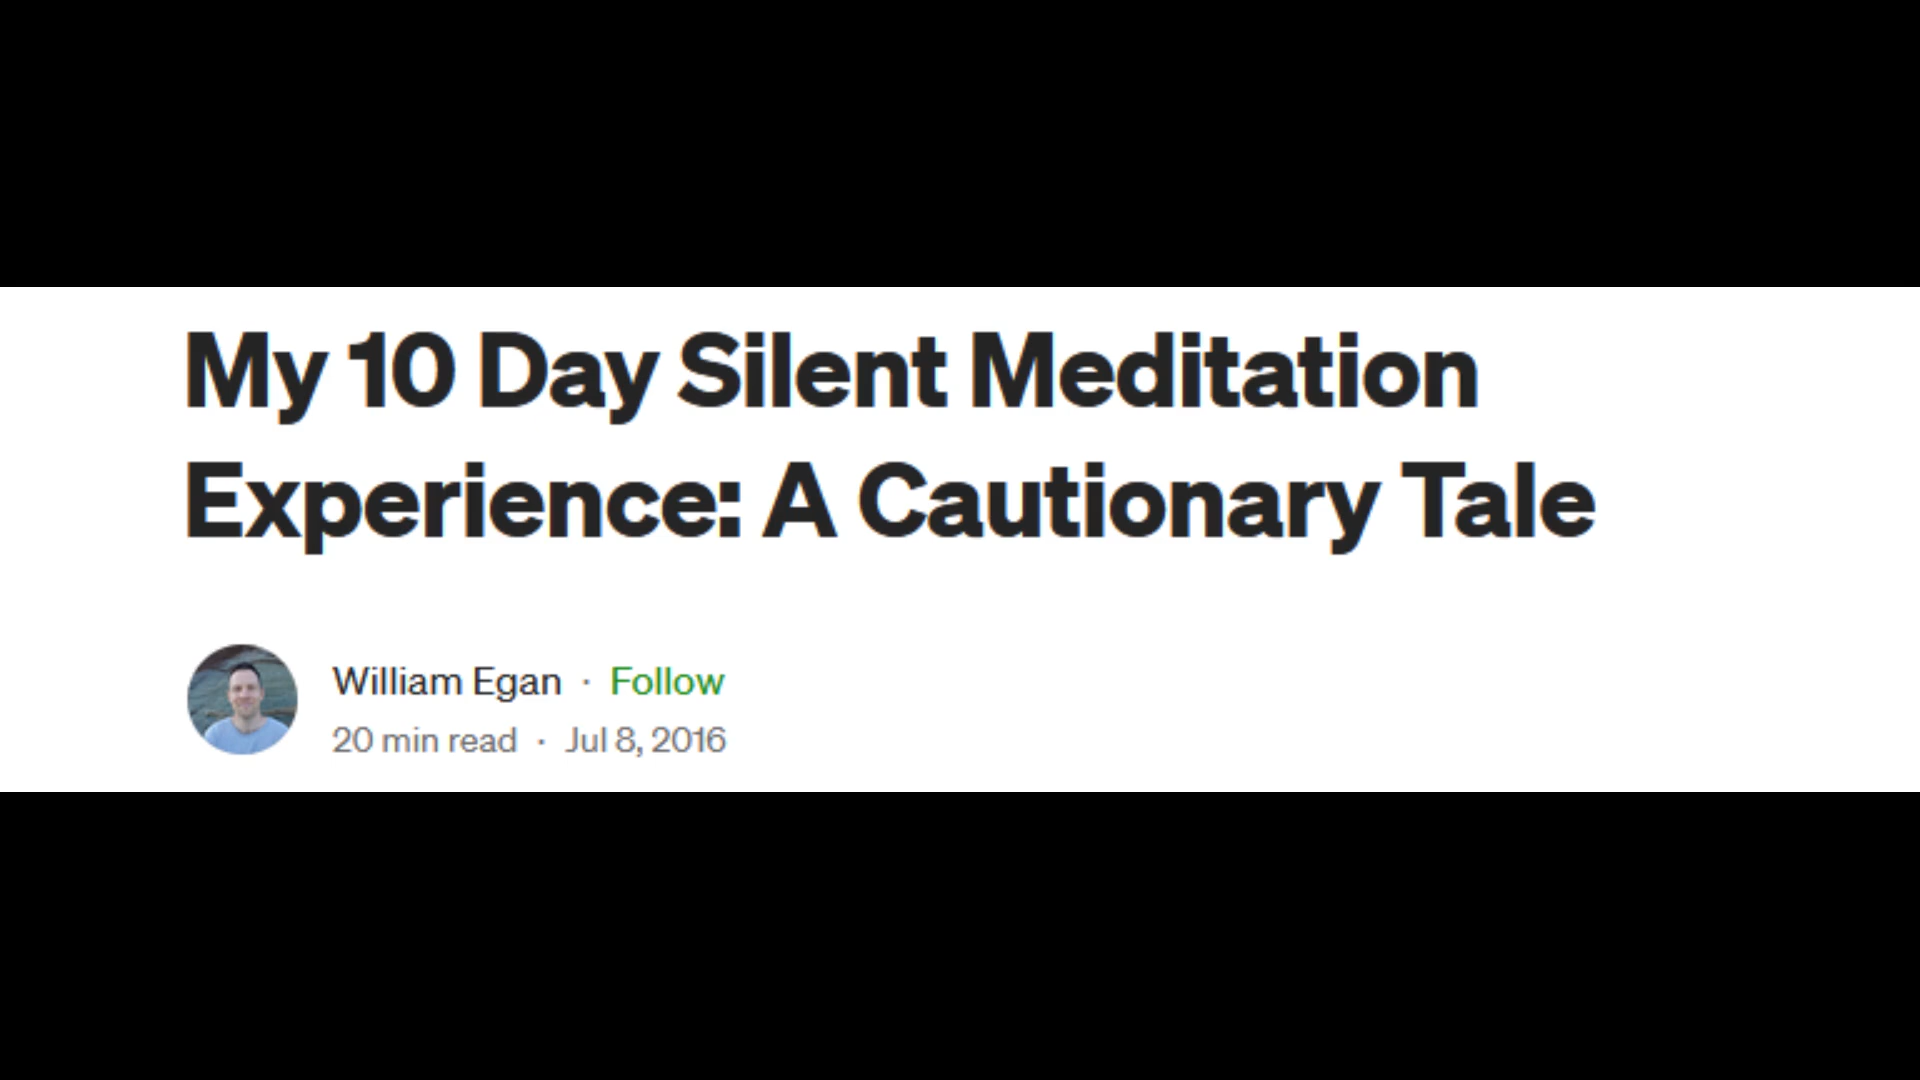 My 10 Day Silent Meditation
Experience: A Cautionary Tale
William Egan · Follow
20 min read · Jul 8, 2016